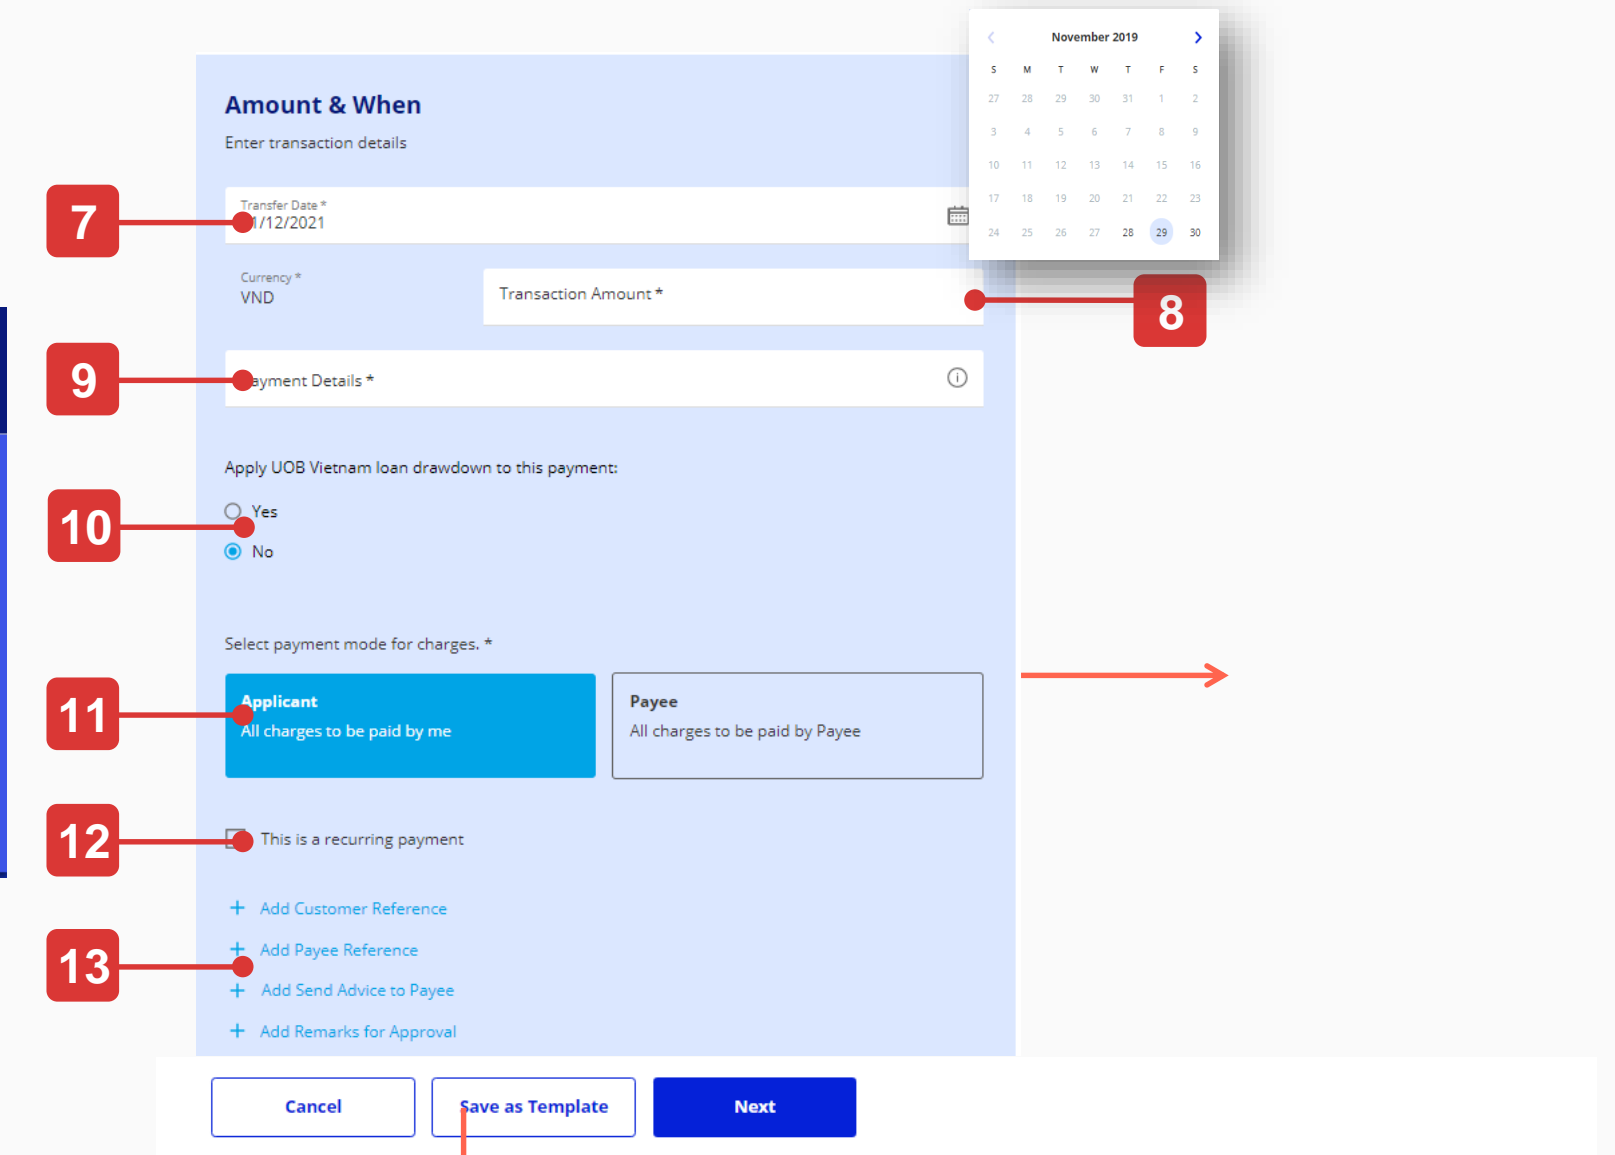 November 2019
S M T W T F S
27 28 29 30 31 1 2
3 4 5 6 7 8 9
10 11 12 13 14 15 16
17 18 19 20 21 22 23
24 25 26 27 28 29 30
Amount & When
Enter transaction details
7
Transfer Date *
1/12/2021
Currency *
VND
Transaction Amount *
8
9
ayment Details *
Apply UOB Vietnam loan drawdown to this payment:
10
Yes
No
Select payment mode for charges. *
11
Applicant
All charges to be paid by me
Payee
All charges to be paid by Payee
12
This is a recurring payment
13
+ Add Customer Reference
+ Add Payee Reference
+ Add Send Advice to Payee
+ Add Remarks for Approval
Cancel
Save as Template
Next